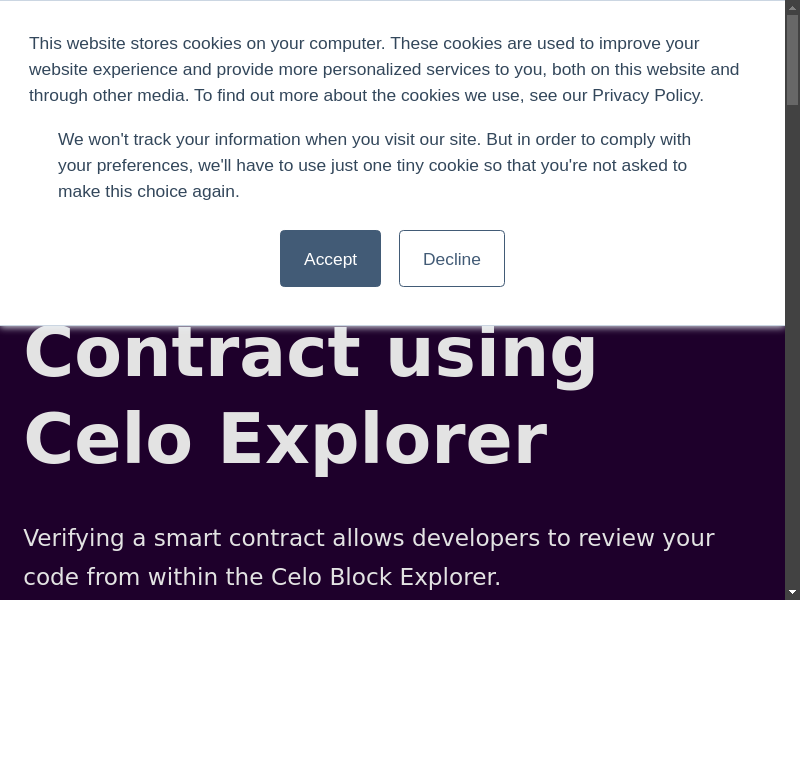 This website stores cookies on your computer. These cookies are used to improve your
website experience and provide more personalized services to you, both on this website and
through other media. To find out more about the cookies we use, see our Privacy Policy.
We won't track your information when you visit our site. But in order to comply with
your preferences, we'll have to use just one tiny cookie so that you're not asked to
make this choice again.
Accept
Decline
Contract using
Celo Explorer
Verifying a smart contract allows developers to review your
code from within the Celo Block Explorer.